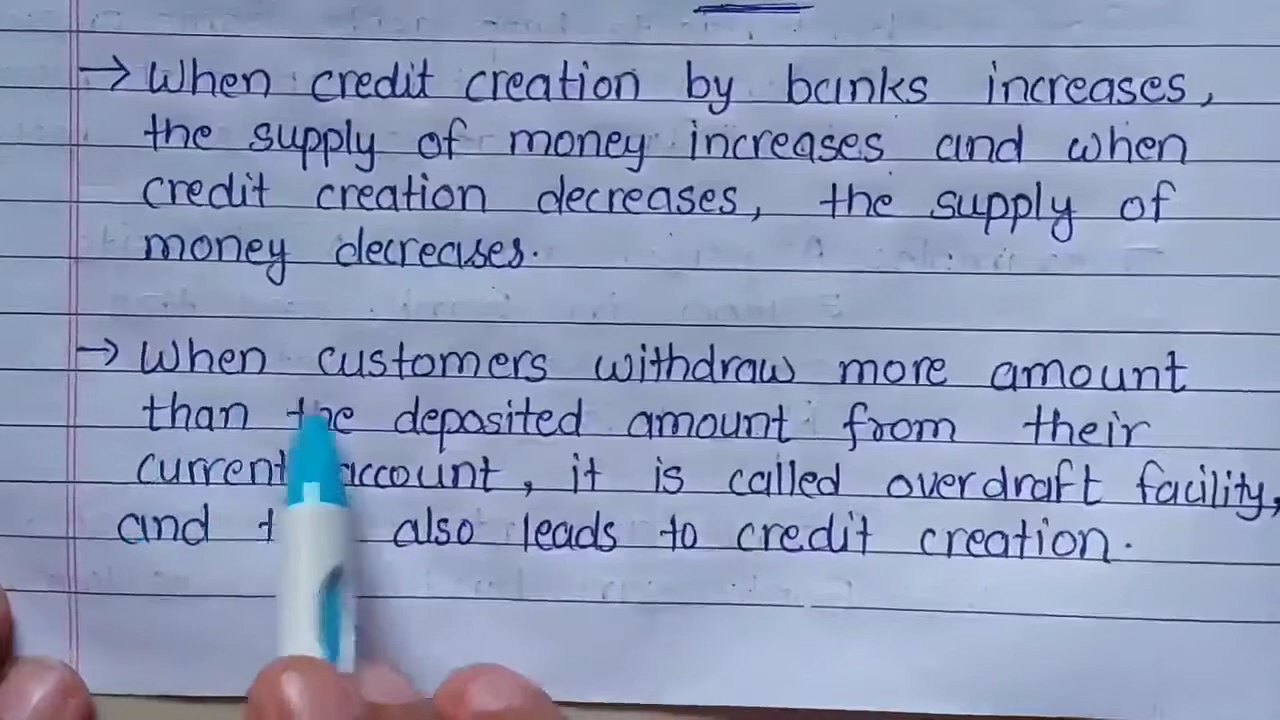 → When credit creation by banks increases,
the supply of money increases and when
credit creation decreases, the supply of
money decreases.
→ When customers withdraw more amount
than the deposited amount from their
current account, it is called overdraft facility,
and also leads to credit creation.